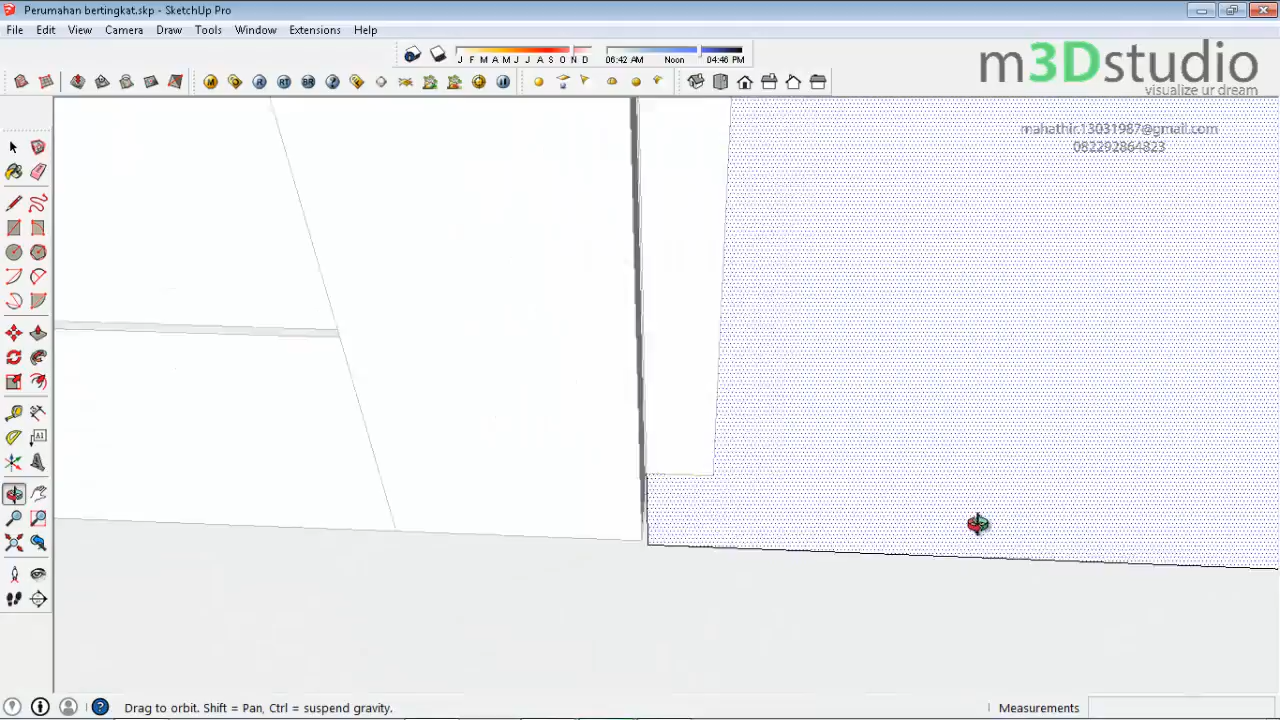 Perumahan bertingkat.skp - SketchUp Pro
File Edit View Camera Draw Tools Window Extensions Help
J F M A M J J A S O N D 06:42 AM Noon 04:46 PM
m3Dstudio
visualize ur dream
mahathir.13031987@gmail.com
082292864823
Drag to orbit. Shift = Pan, Ctrl = suspend gravity. Measurements